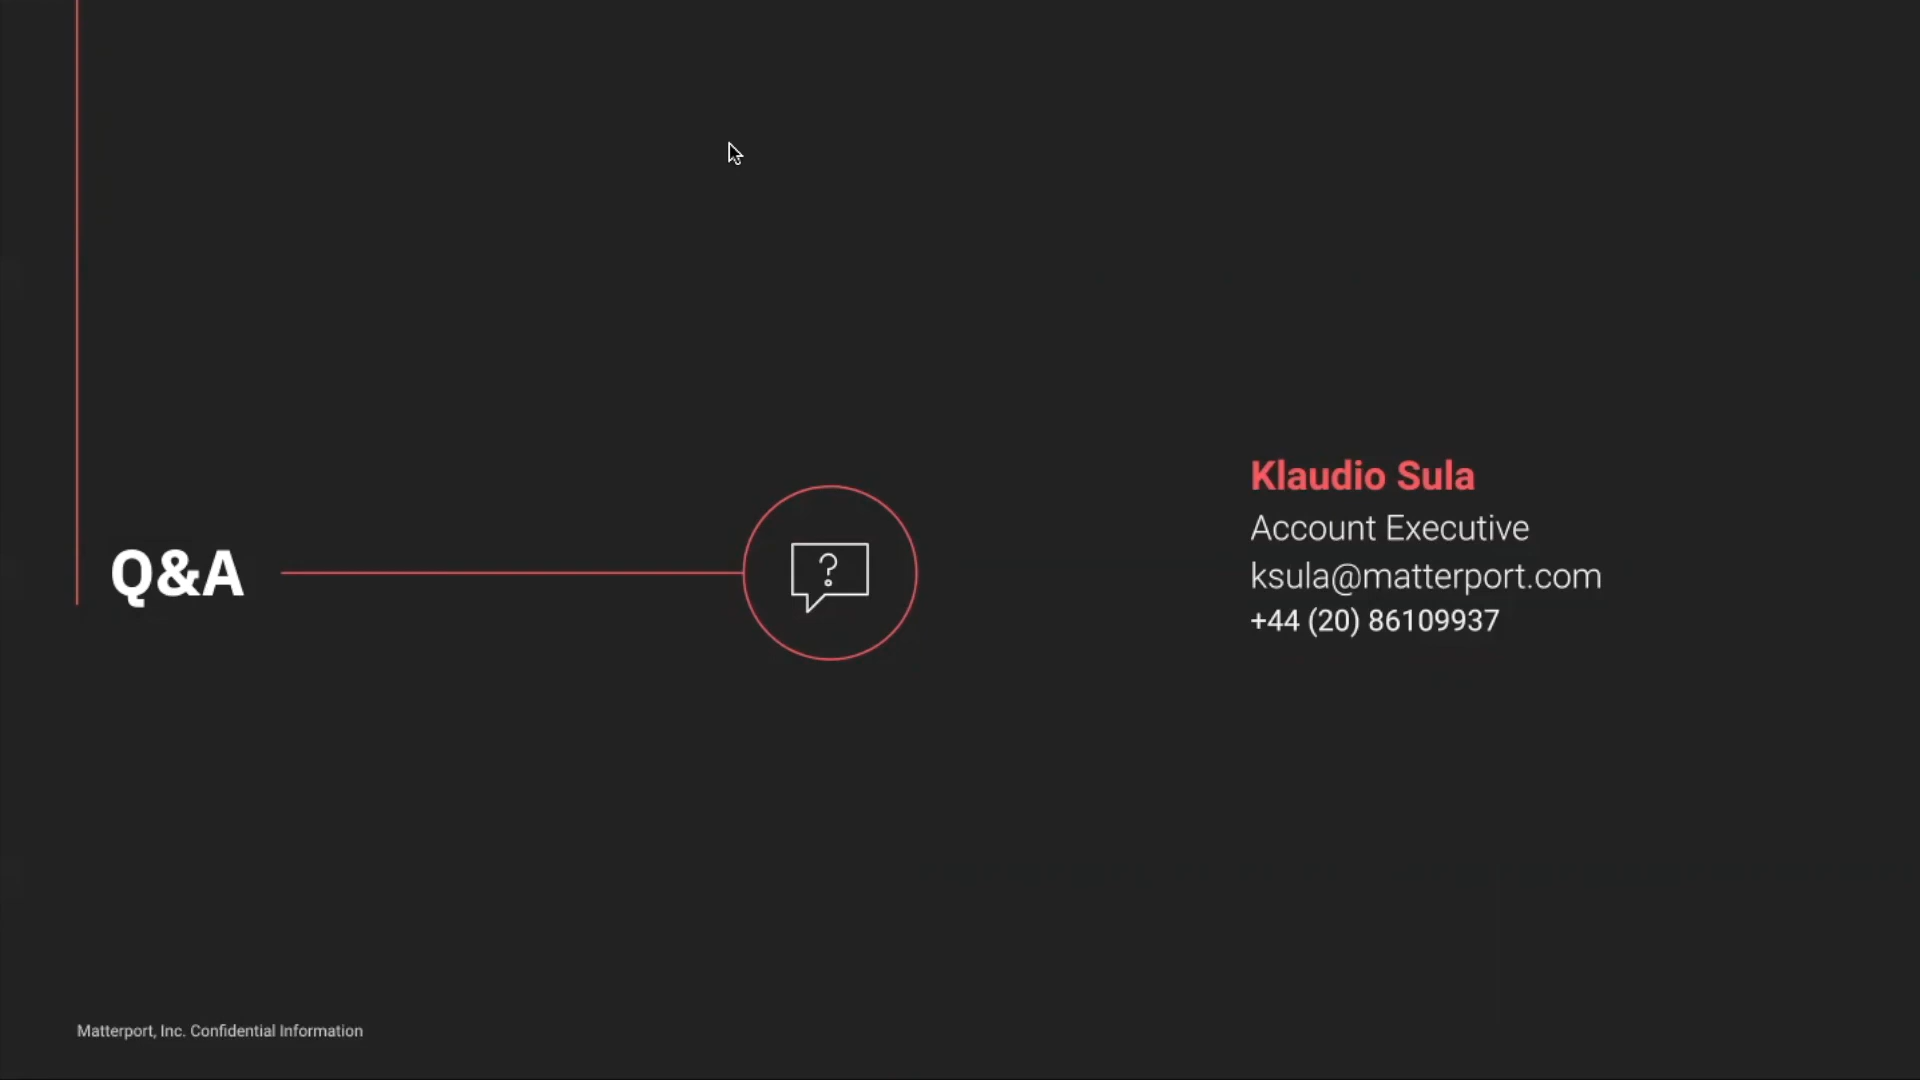 Q&A
?
Klaudio Sula
Account Executive
ksula@matterport.com
+44 (20) 86109937
Matterport, Inc. Confidential Information